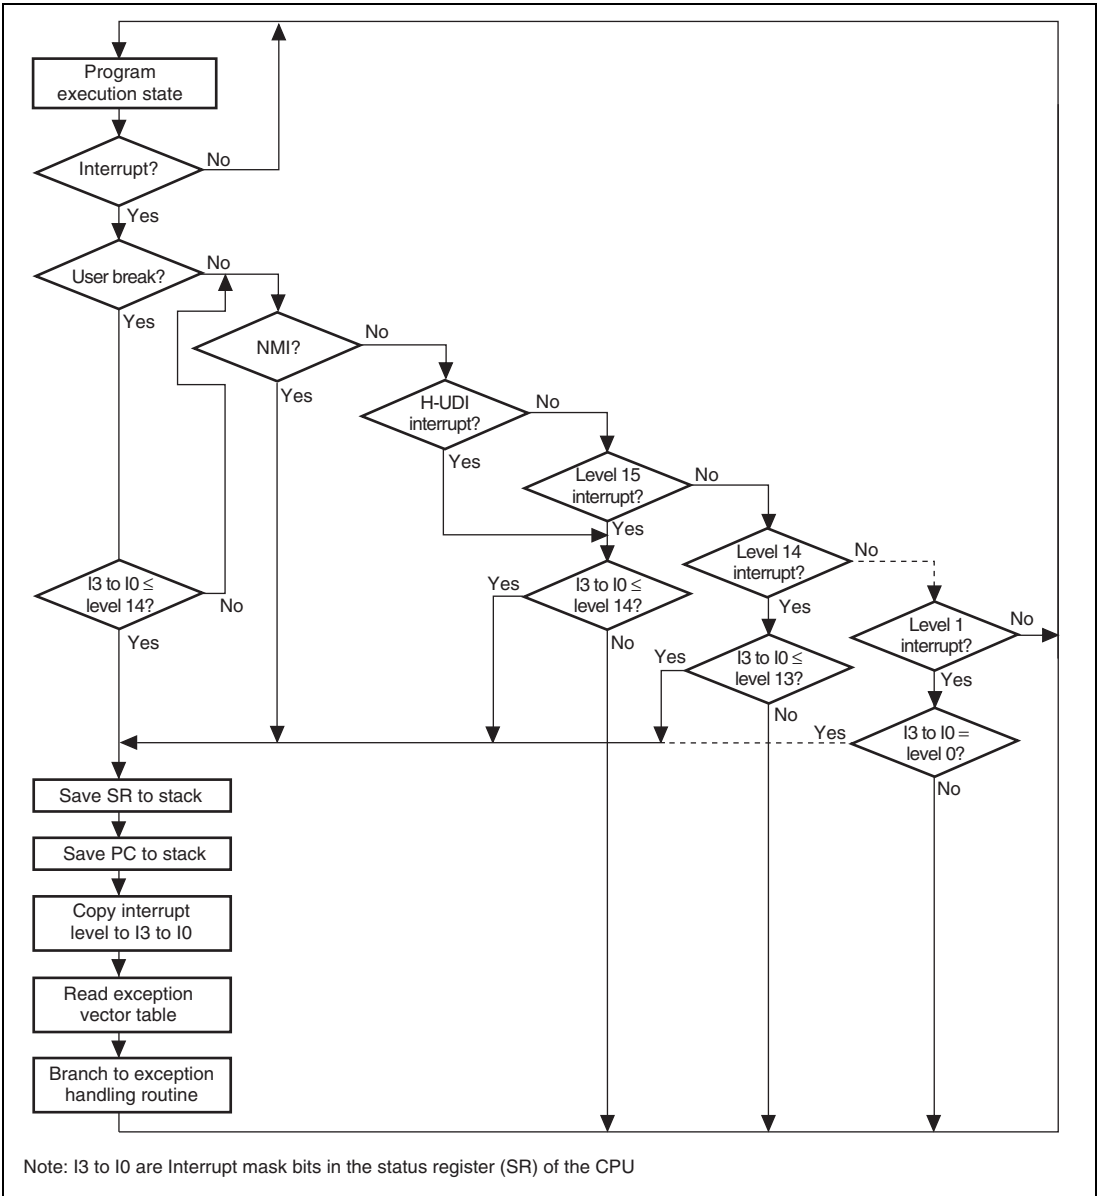 Program
execution state
Interrupt?
No
Yes
User break?
No
Yes
NMI?
No
Yes
H-UDI
interrupt?
No
Yes
Level 15
interrupt?
No
Yes
Level 14
interrupt?
No
Yes
I3 to I0 ≤
level 14?
No
Yes
Yes
I3 to I0 ≤
level 14?
No
Level 1
interrupt?
No
Yes
Yes
I3 to I0 ≤
level 13?
No
Yes
I3 to I0 =
level 0?
No
Save SR to stack
Save PC to stack
Copy interrupt
level to I3 to I0
Read exception
vector table
Branch to exception
handling routine
Note: I3 to I0 are Interrupt mask bits in the status register (SR) of the CPU